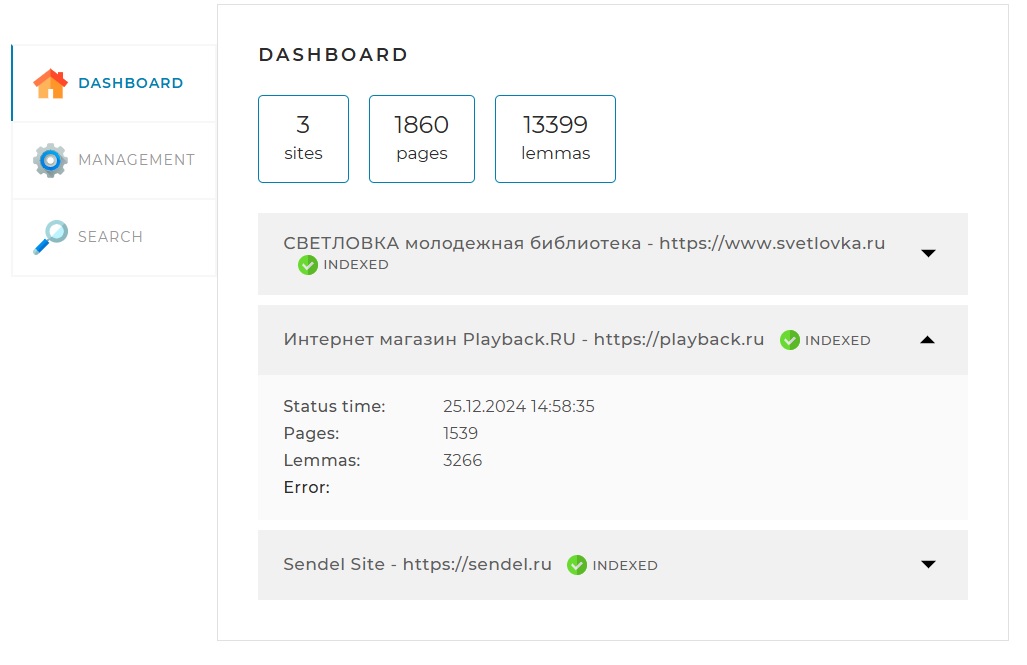 DASHBOARD
MANAGEMENT
SEARCH
DASHBOARD
3
sites
1860
pages
13399
lemmas
СВЕТЛОВКА молодежная библиотека - https://www.svetlovka.ru
INDEXED
Интернет магазин Playback.RU - https://playback.ru INDEXED
Status time: 25.12.2024 14:58:35
Pages: 1539
Lemmas: 3266
Error:
Sendel Site - https://sendel.ru INDEXED